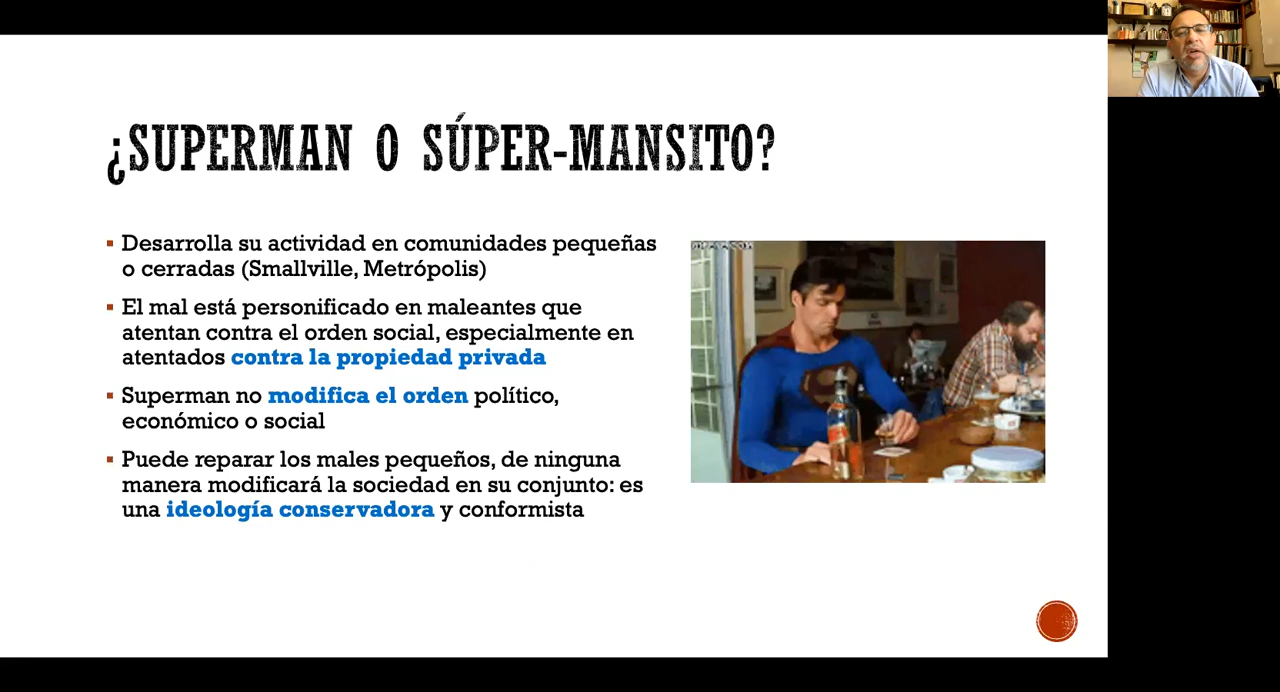 ¿SUPERMAN O SÚPER-MANSITO?
Desarrolla su actividad en comunidades pequeñas
o cerradas (Smallville, Metrópolis)
El mal está personificado en maleantes que
atentan contra el orden social, especialmente en
atentados contra la propiedad privada
Superman no modifica el orden político,
económico o social
Puede reparar los males pequeños, de ninguna
manera modificará la sociedad en su conjunto: es
una ideología conservadora y conformista